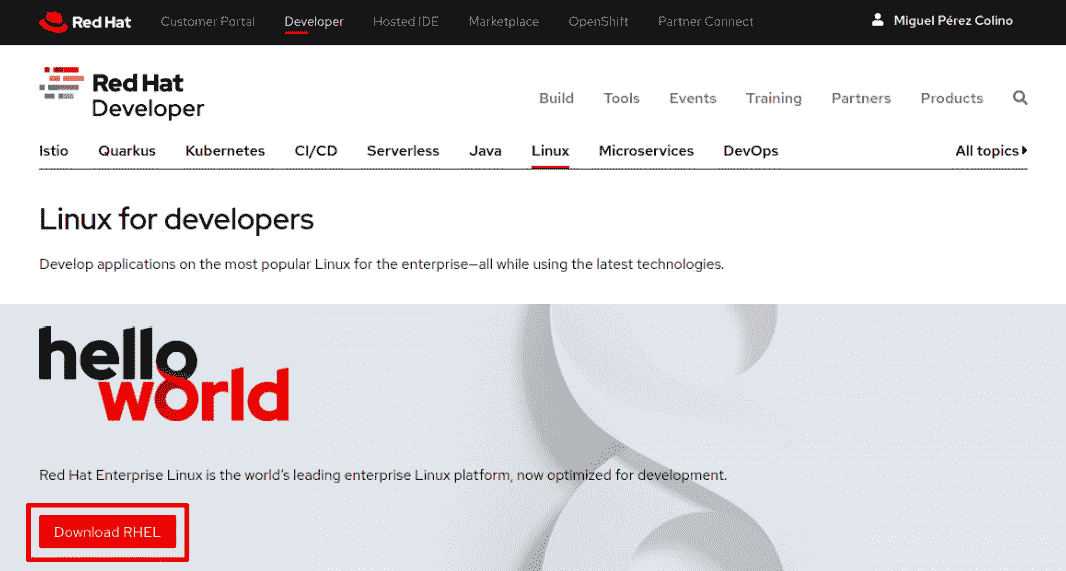 Red Hat Customer Portal Developer Hosted IDE Marketplace OpenShift Partner Connect Miguel Pérez Colino
Red Hat
Developer
Build Tools Events Training Partners Products
Istio Quarkus Kubernetes CI/CD Serverless Java Linux Microservices DevOps All topics
Linux for developers
Develop applications on the most popular Linux for the enterprise—all while using the latest technologies.
hello
world
Red Hat Enterprise Linux is the world's leading enterprise Linux platform, now optimized for development.
Download RHEL